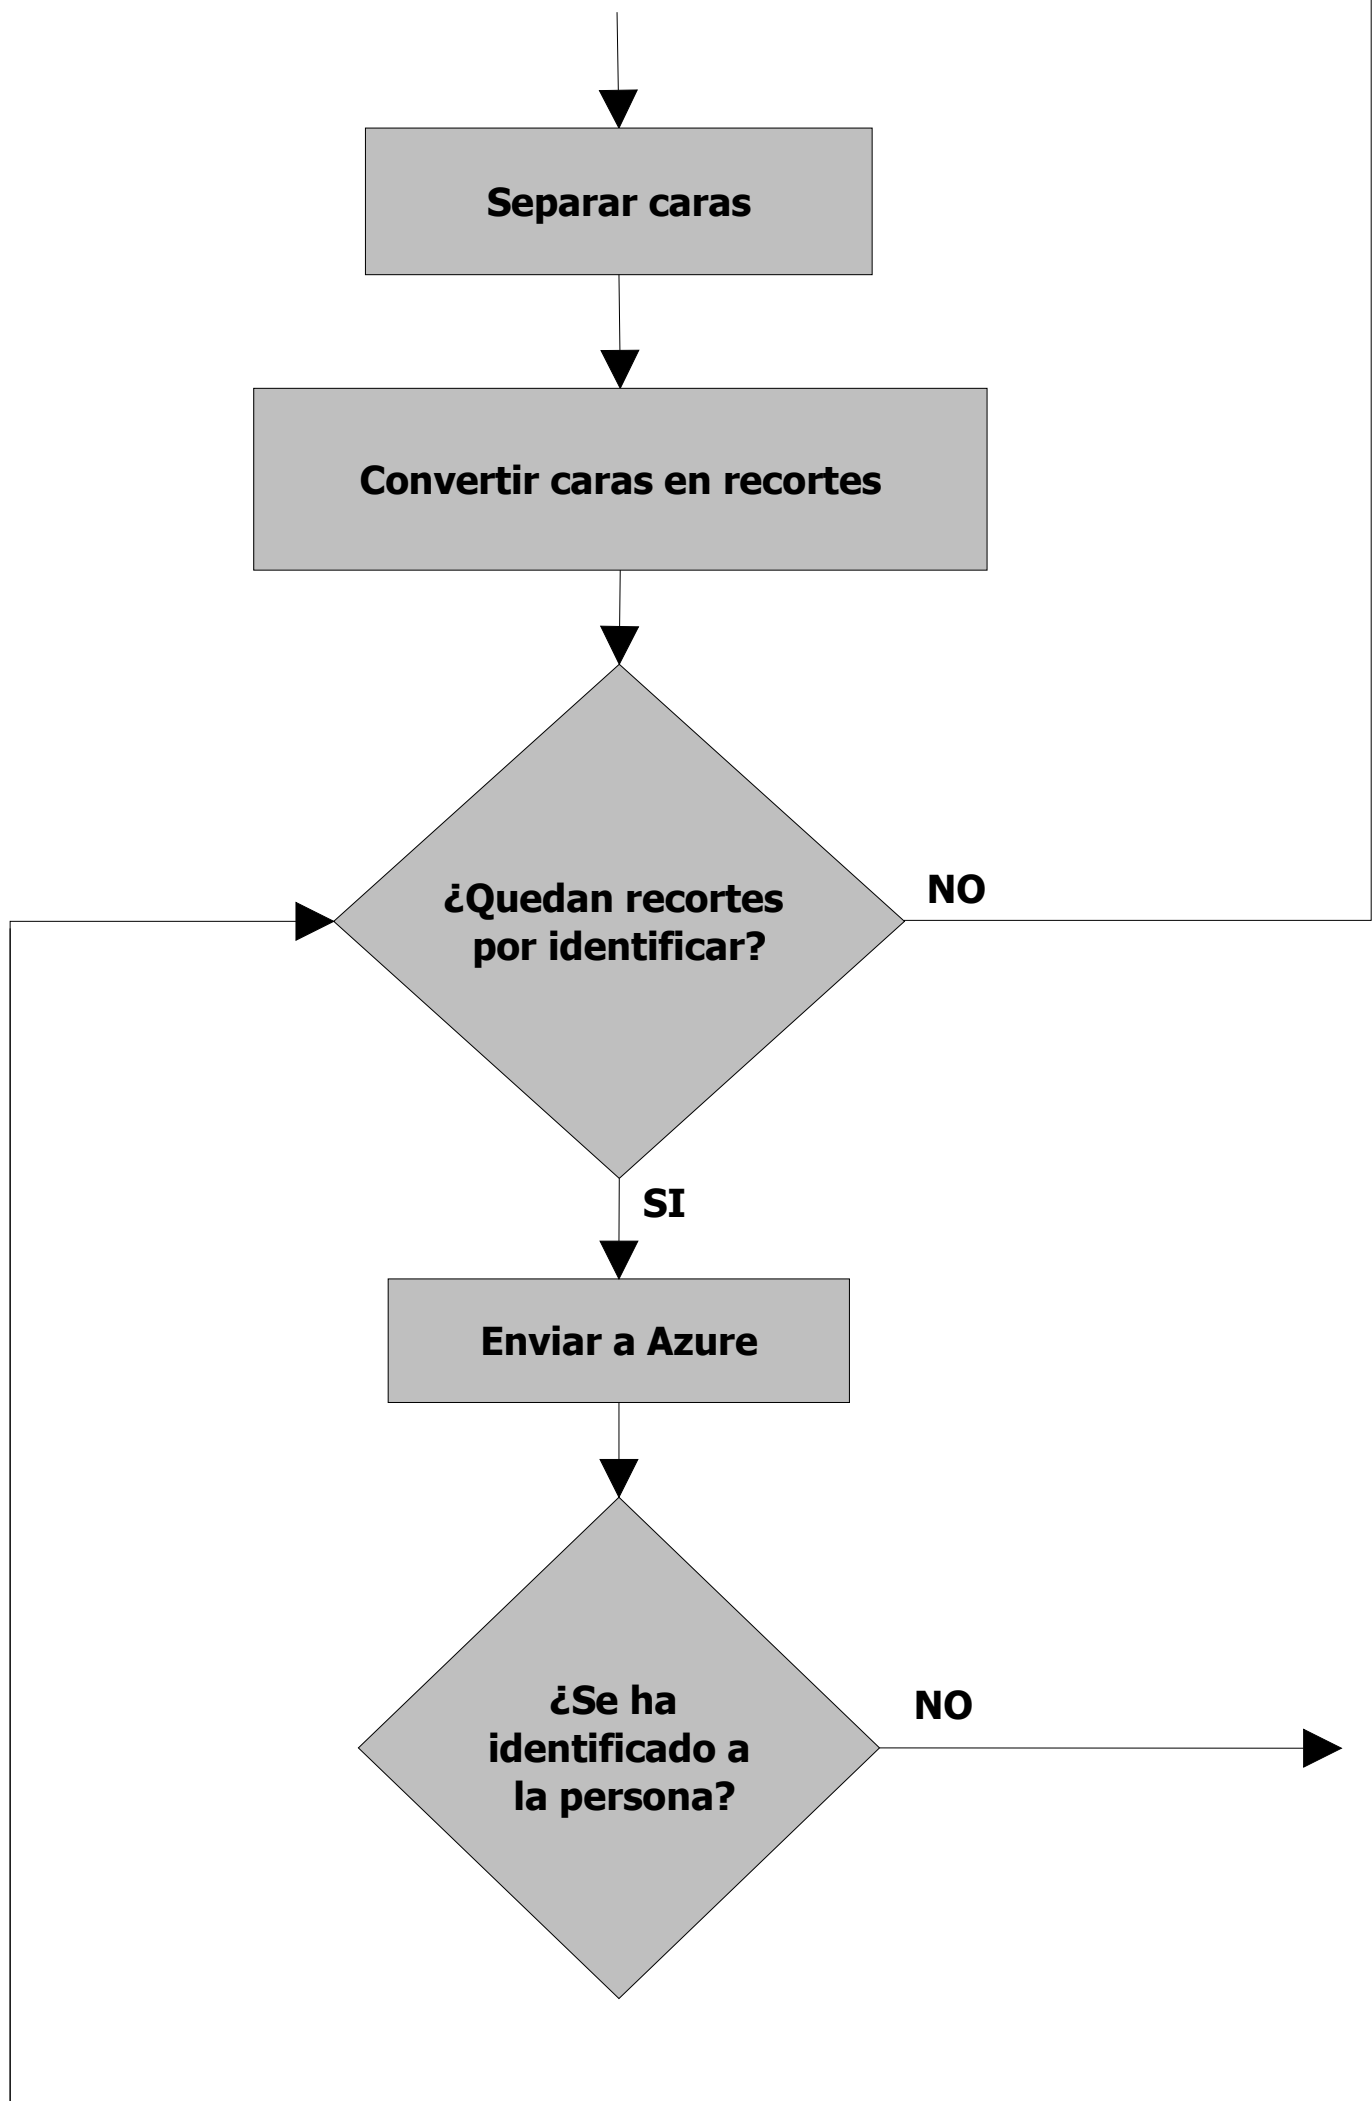 Separar caras
Convertir caras en recortes
¿Quedan recortes
por identificar?
NO
SI
Enviar a Azure
¿Se ha
identificado a
la persona?
NO